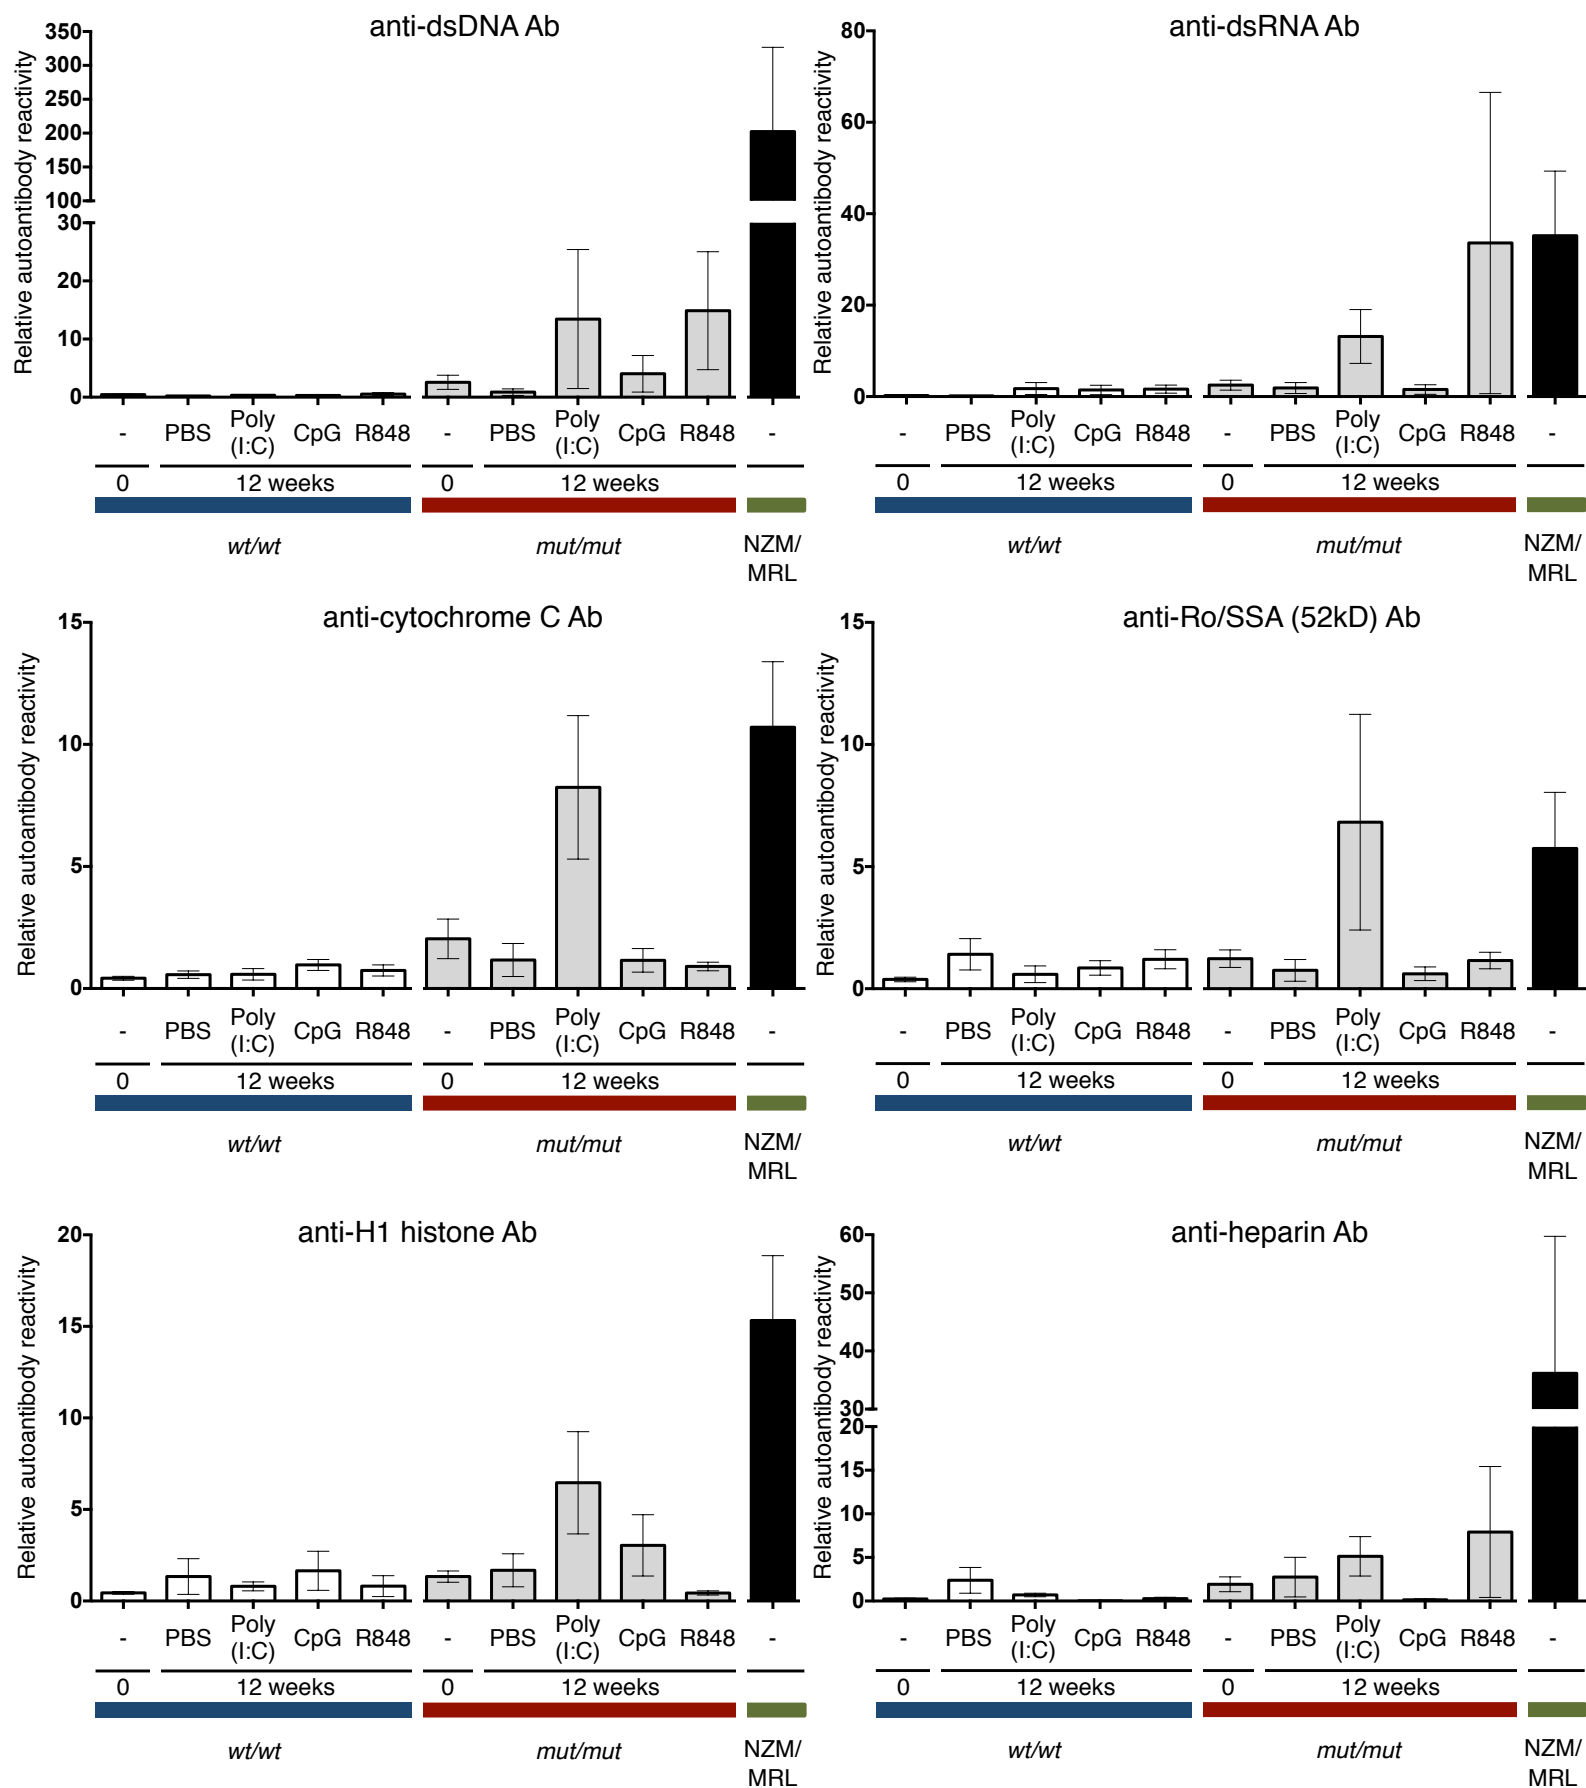 anti-dsDNA Ab
Relative autoantibody reactivity
350
300
250
200
150
100
30
20
10
0
- PBS Poly (I:C) CpG R848 - PBS Poly (I:C) CpG R848 -
0 12 weeks 0 12 weeks
wt/wt mut/mut NZM/
MRL
anti-dsRNA Ab
Relative autoantibody reactivity
80
60
40
20
0
- PBS Poly (I:C) CpG R848 - PBS Poly (I:C) CpG R848 -
0 12 weeks 0 12 weeks
wt/wt mut/mut NZM/
MRL
anti-cytochrome C Ab
Relative autoantibody reactivity
15
10
5
0
- PBS Poly (I:C) CpG R848 - PBS Poly (I:C) CpG R848 -
0 12 weeks 0 12 weeks
wt/wt mut/mut NZM/
MRL
anti-Ro/SSA (52kD) Ab
Relative autoantibody reactivity
15
10
5
0
- PBS Poly (I:C) CpG R848 - PBS Poly (I:C) CpG R848 -
0 12 weeks 0 12 weeks
wt/wt mut/mut NZM/
MRL
anti-H1 histone Ab
Relative autoantibody reactivity
20
15
10
5
0
- PBS Poly (I:C) CpG R848 - PBS Poly (I:C) CpG R848 -
0 12 weeks 0 12 weeks
wt/wt mut/mut NZM/
MRL
anti-heparin Ab
Relative autoantibody reactivity
60
50
40
30
20
15
10
5
0
- PBS Poly (I:C) CpG R848 - PBS Poly (I:C) CpG R848 -
0 12 weeks 0 12 weeks
wt/wt mut/mut NZM/
MRL